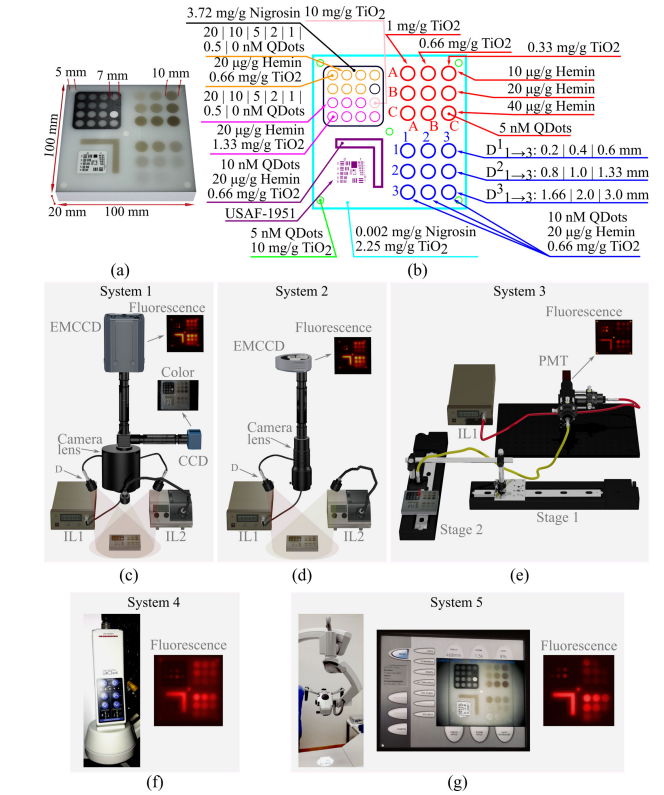 3.72 mg/g Nigrosin
10 mg/g TiO2
20 | 10 | 5 | 2 | 1 |
0.5 | 0 nM QDots
20 µg/g Hemin
0.66 mg/g TiO2
20 | 10 | 5 | 2 | 1 |
0.5 | 0 nM QDots
20 µg/g Hemin
1.33 mg/g TiO2
10 nM QDots
20 µg/g Hemin
0.66 mg/g TiO2
USAF-1951
5 nM QDots
10 mg/g TiO2
0.002 mg/g Nigrosin
2.25 mg/g TiO2
1 mg/g TiO2
0.66 mg/g TiO2
0.33 mg/g TiO2
10 µg/g Hemin
20 µg/g Hemin
40 µg/g Hemin
5 nM QDots
D1 1→3: 0.2 | 0.4 | 0.6 mm
D2 1→3: 0.8 | 1.0 | 1.33 mm
D3 1→3: 1.66 | 2.0 | 3.0 mm
10 nM QDots
20 µg/g Hemin
0.66 mg/g TiO2
A
B
C
A B C
1 2 3
1
2
3
5 mm
7 mm
10 mm
100 mm
20 mm
100 mm
(a)
(b)
System 1
Fluorescence
EMCCD
Color
Camera
lens
CCD
D
IL1
IL2
(c)
System 2
Fluorescence
EMCCD
Camera
lens
D
IL1
IL2
(d)
System 3
Fluorescence
PMT
IL1
Stage 1
Stage 2
(e)
System 4
Fluorescence
(f)
System 5
Fluorescence
(g)